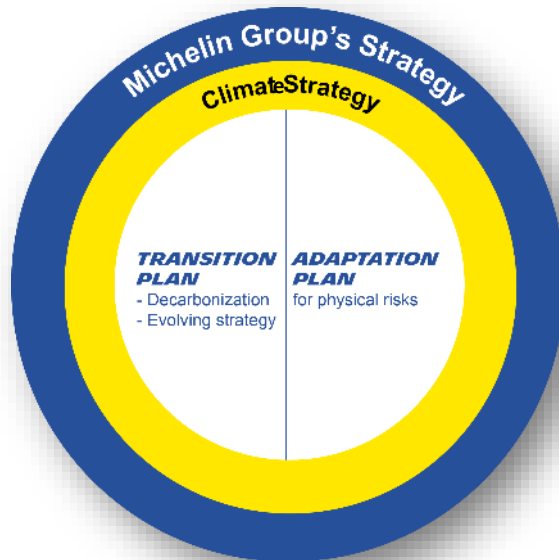 Michelin Group's Strategy
ClimateStrategy
TRANSITION
PLAN
- Decarbonization
- Evolving strategy
ADAPTATION
PLAN
for physical risks